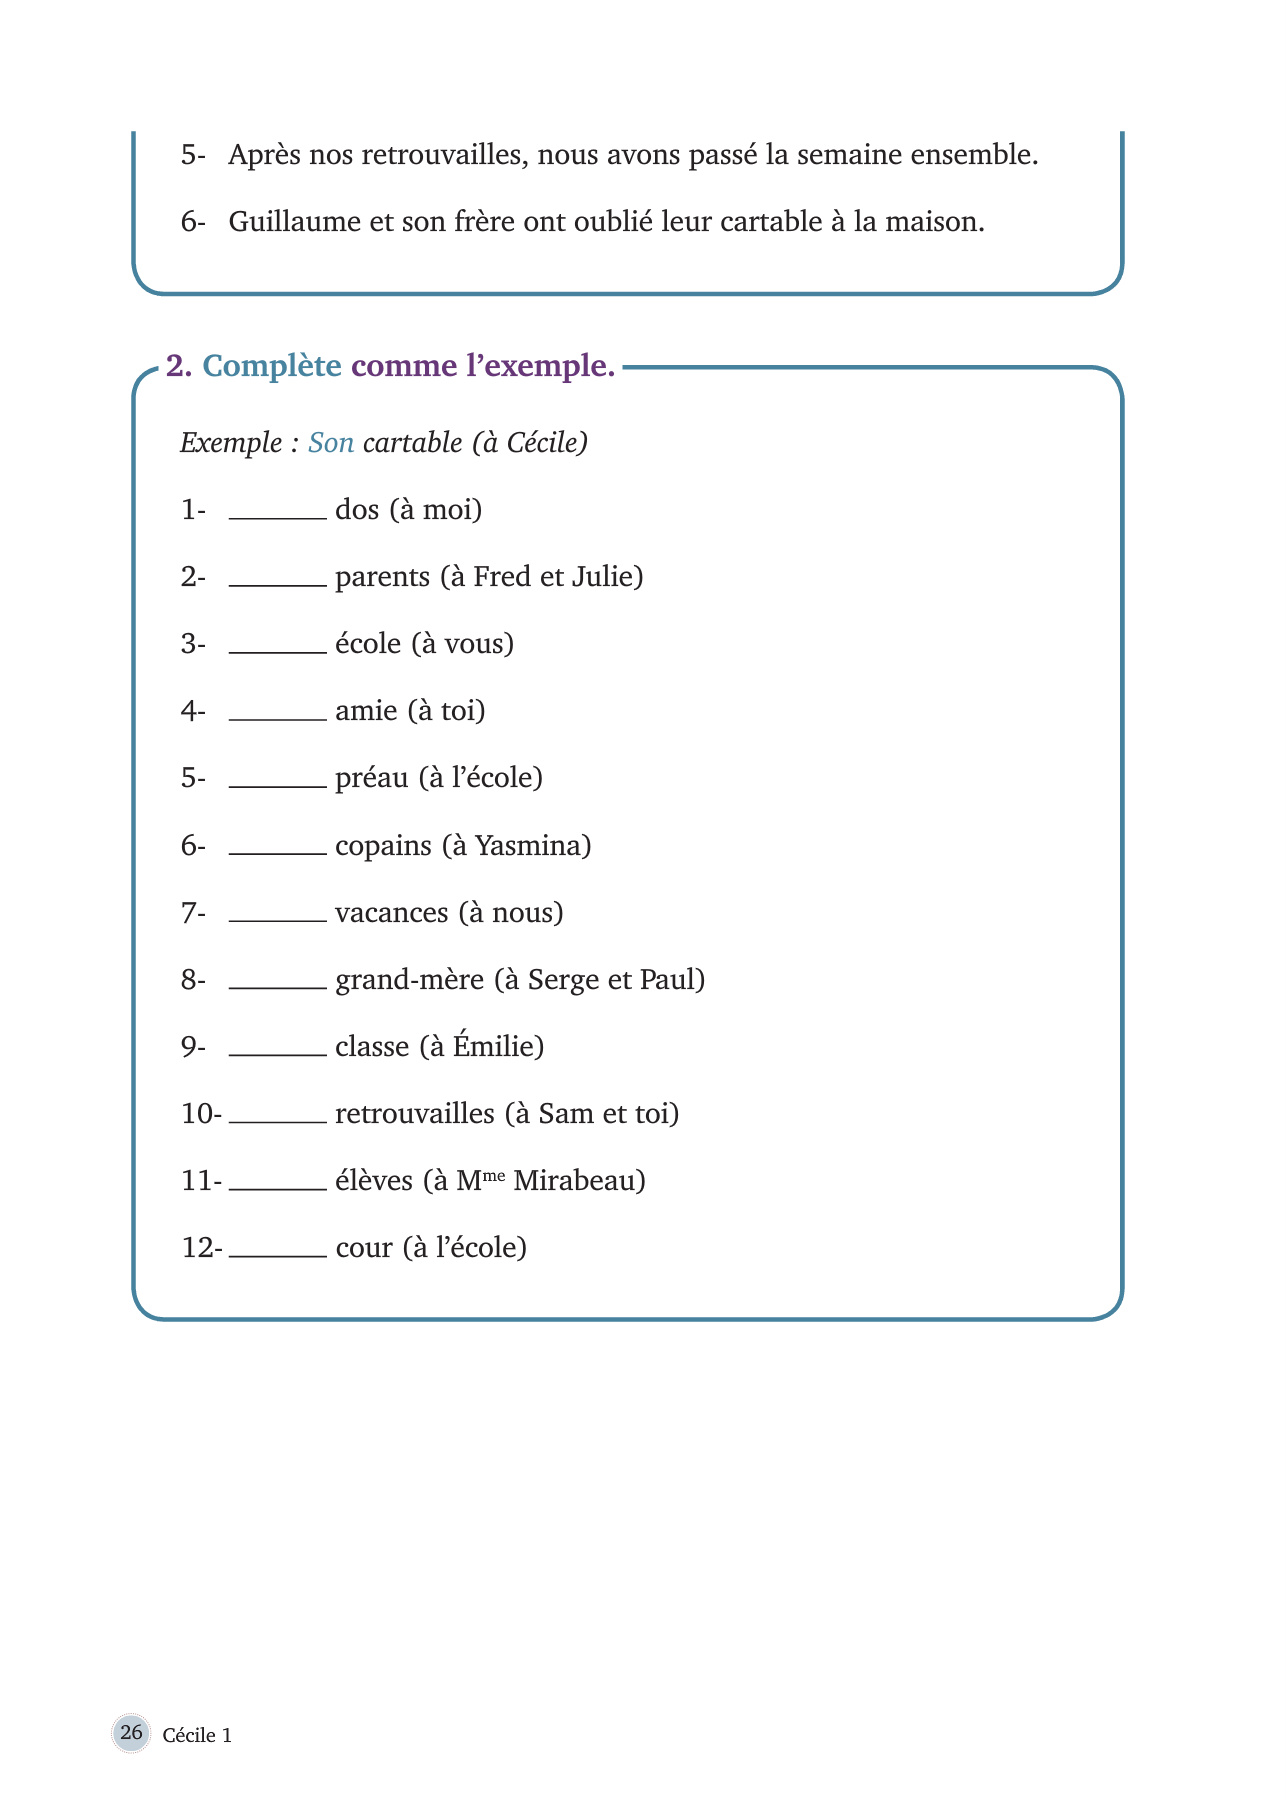 5- Après nos retrouvailles, nous avons passé la semaine ensemble.
6- Guillaume et son frère ont oublié leur cartable à la maison.
2. Complète comme l’exemple.
Exemple : Son cartable (à Cécile)
1- _______ dos (à moi)
2- _______ parents (à Fred et Julie)
3- _______ école (à vous)
4- _______ amie (à toi)
5- _______ préau (à l’école)
6- _______ copains (à Yasmina)
7- _______ vacances (à nous)
8- _______ grand-mère (à Serge et Paul)
9- _______ classe (à Émilie)
10- _______ retrouvailles (à Sam et toi)
11- _______ élèves (à Mme Mirabeau)
12- _______ cour (à l’école)
26 Cécile 1